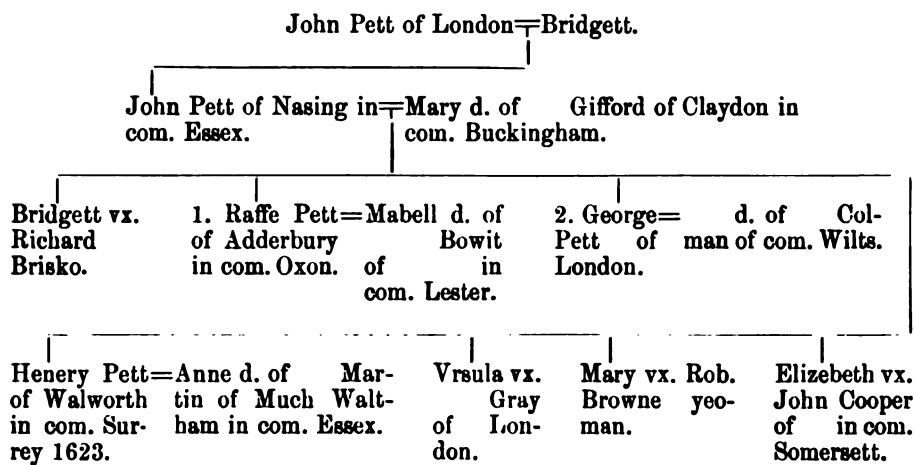 John Pett of London=Bridgett.
John Pett of Nasing in=Mary d. of Gifford of Claydon in
com. Essex. com. Buckingham.
Bridgett vx.
Richard
Brisko.
1. Raffe Pett=Mabell d. of
of Adderbury Bowit
in com. Oxon. of in
com. Lester.
2. George= d. of Col-
Pett of man of com. Wilts.
London.
Henery Pett=Anne d. of Mar-
of Walworth tin of Much Walt-
in com. Sur- ham in com. Essex.
rey 1623.
Vrsula vx.
Gray
of Lon-
don.
Mary vx. Rob.
Browne yeo-
man.
Elizebeth vx.
John Cooper
of in com.
Somersett.